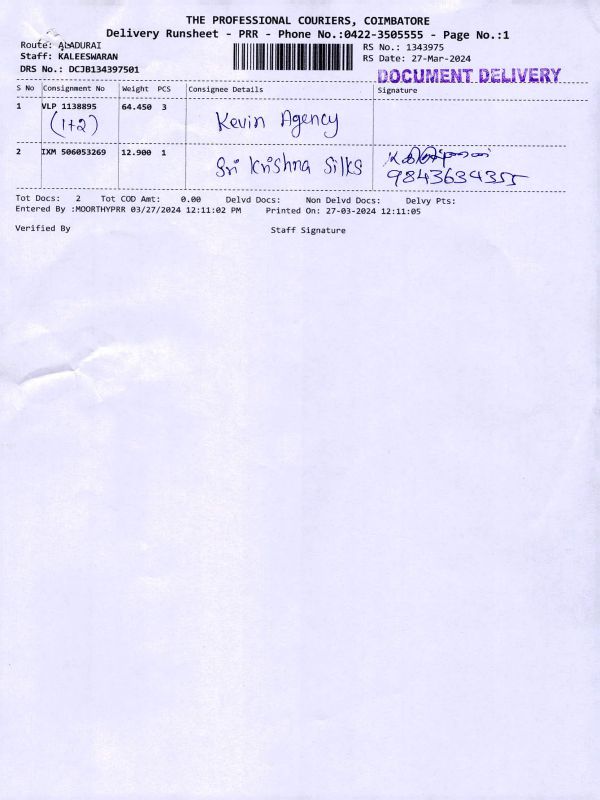 THE PROFESSIONAL COURIERS, COIMBATORE
Delivery Runsheet - PRR - Phone No.:0422-3505555 - Page No.:1
Route: ALADURAI
Staff: KALEESWARAN
DRS No.: DCJB134397501
RS No.: 1343975
RS Date: 27-Mar-2024
DOCUMENT DELIVERY
S No Consignment No Weight PCS Consignee Details Signature
1 VLP 1138895 64.450 3 Kevin Agency
(1+2)
2 IXM 506053269 12.900 1 Sri Krishna Silks
9843634355
Tot Docs: 2 Tot COD Amt: 0.00 Delvd Docs: Non Delvd Docs: Delvy Pts:
Entered By :MOORTHYPRR 03/27/2024 12:11:02 PM Printed On: 27-03-2024 12:11:05
Verified By Staff Signature